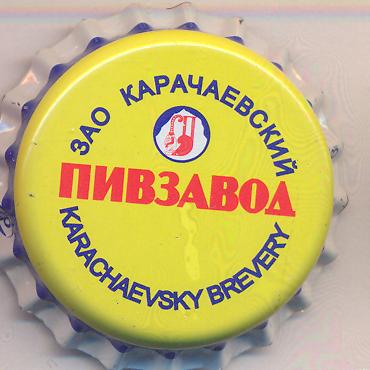 ЗАО КАРАЧАЕВСКИЙ
ПИВЗАВОД
KARACHAEVSKY BREVERY